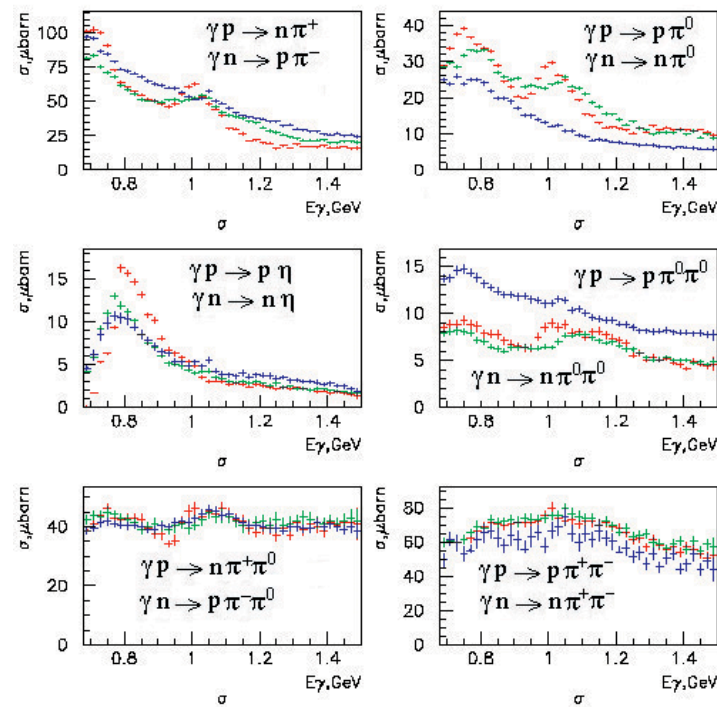 σ,μbarn
100
75
50
25
0
γp → nπ⁺
γn → pπ⁻
0.8 1 1.2 1.4
Eγ,GeV
σ
σ,μbarn
40
30
20
10
0
γp → pπ⁰
γn → nπ⁰
0.8 1 1.2 1.4
Eγ,GeV
σ
σ,μbarn
15
10
5
0
γp → pη
γn → nη
0.8 1 1.2 1.4
Eγ,GeV
σ
σ,μbarn
15
10
5
0
γp → pπ⁰π⁰
γn → nπ⁰π⁰
0.8 1 1.2 1.4
Eγ,GeV
σ
σ,μbarn
40
20
0
γp → nπ⁺π⁰
γn → pπ⁻π⁰
0.8 1 1.2 1.4
Eγ,GeV
σ
σ,μbarn
80
60
40
20
0
γp → pπ⁺π⁻
γn → nπ⁺π⁻
0.8 1 1.2 1.4
Eγ,GeV
σ